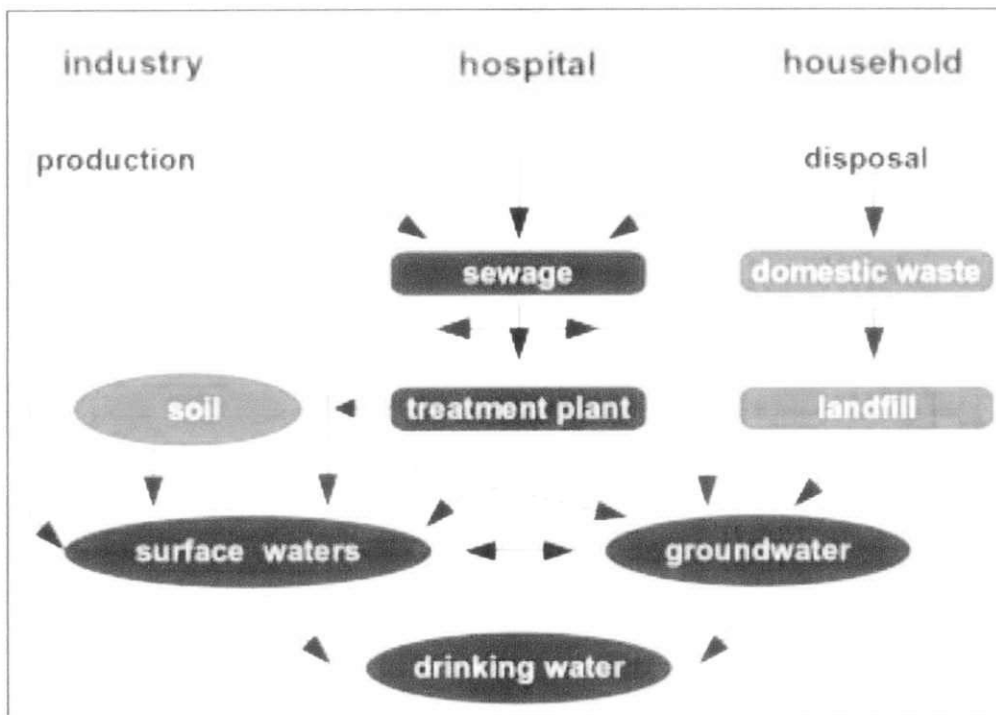 industry hospital household
production disposal
sewage domestic waste
soil treatment plant landfill
surface waters groundwater
drinking water